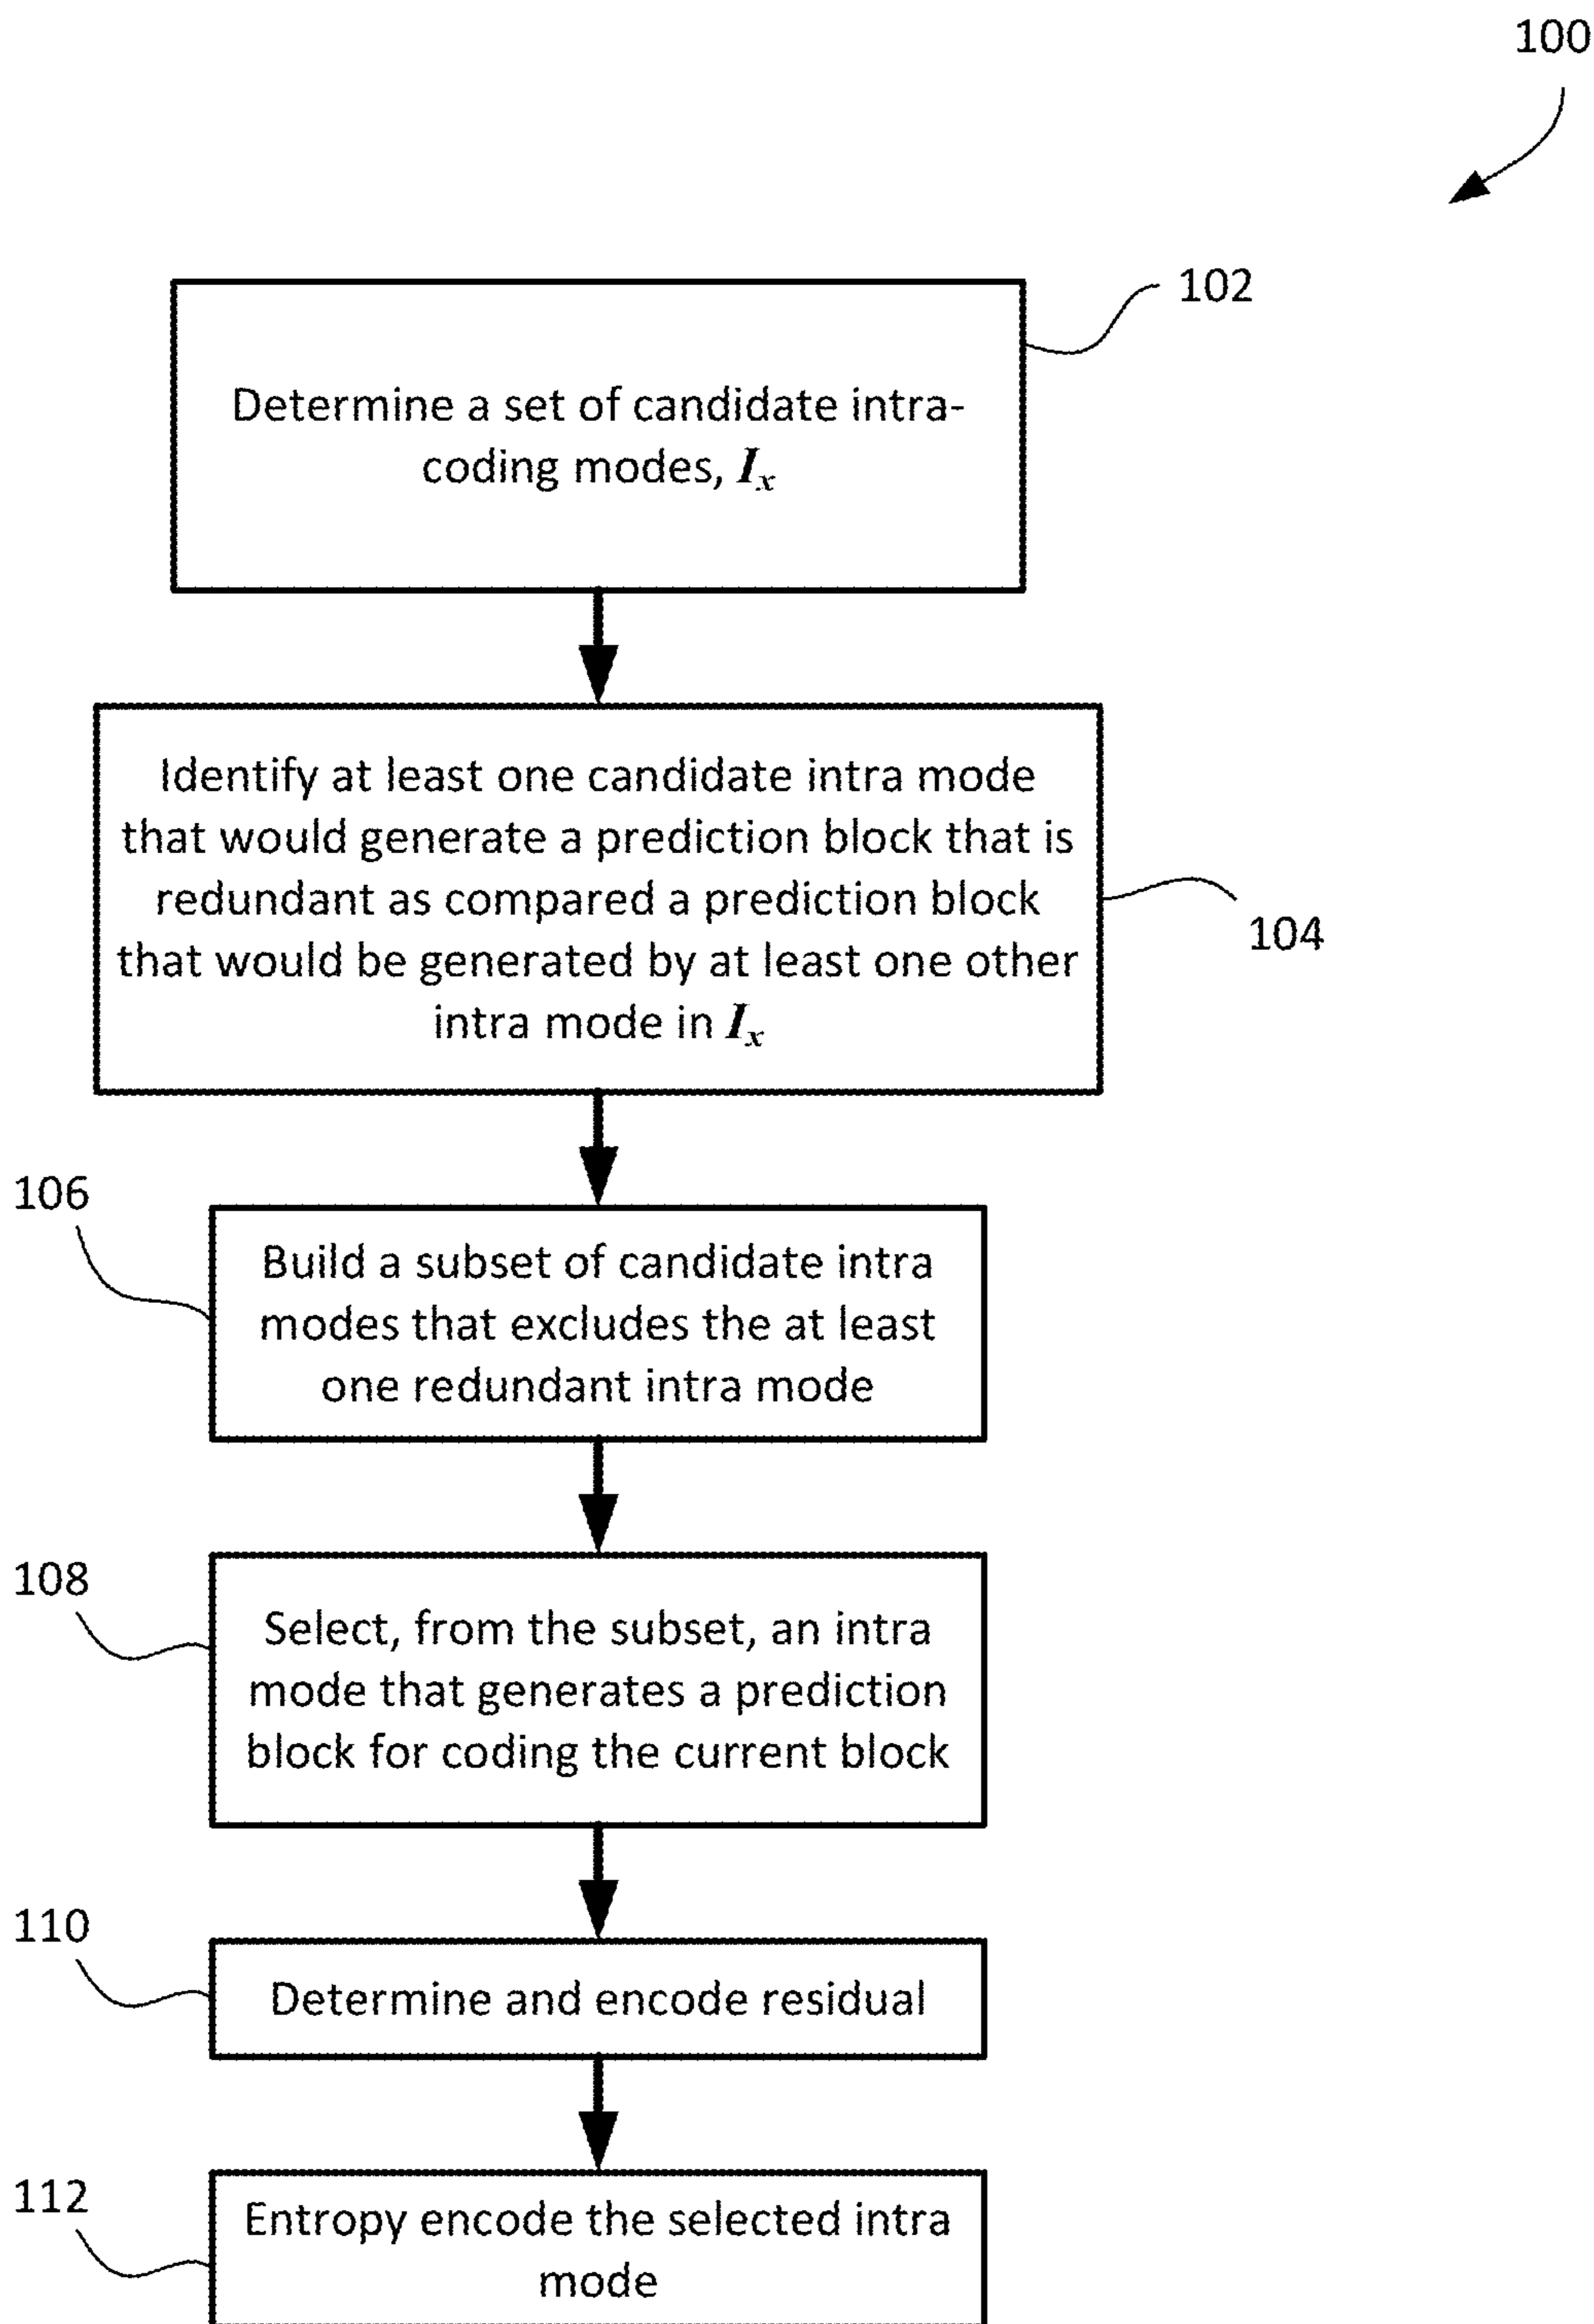 100
102
Determine a set of candidate intra-
coding modes, Iₓ
Identify at least one candidate intra mode
that would generate a prediction block that is
redundant as compared a prediction block
that would be generated by at least one other
intra mode in Iₓ
104
106
Build a subset of candidate intra
modes that excludes the at least
one redundant intra mode
108
Select, from the subset, an intra
mode that generates a prediction
block for coding the current block
110
Determine and encode residual
112
Entropy encode the selected intra
mode